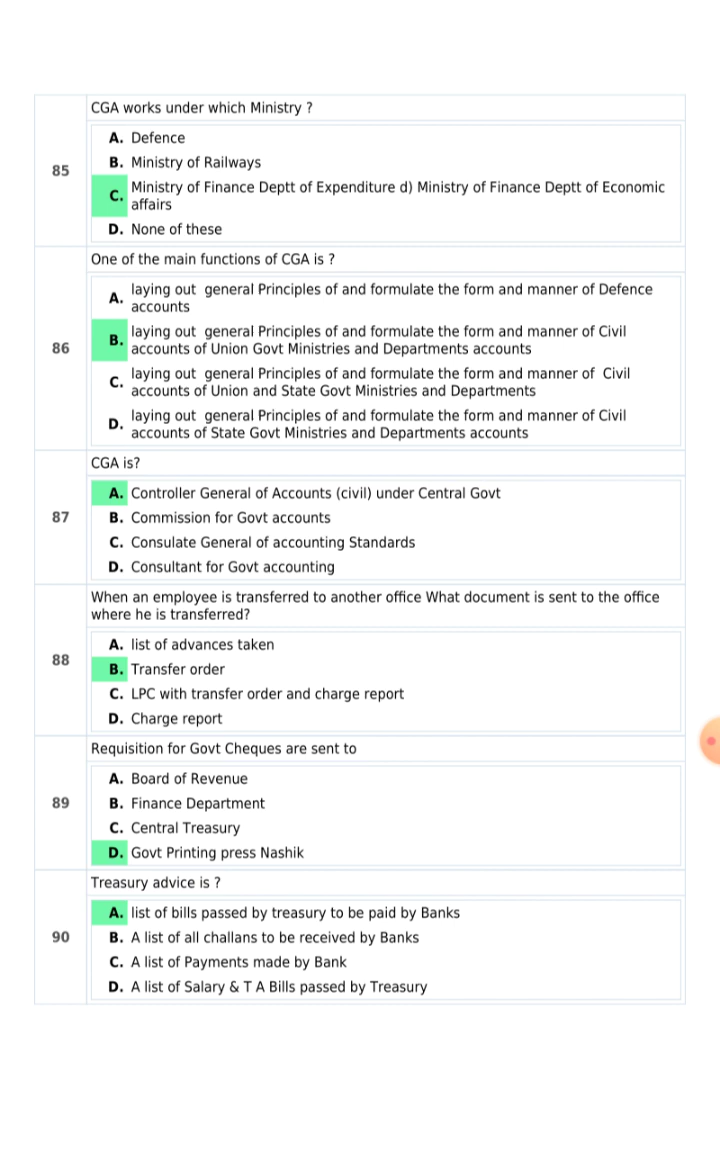 CGA works under which Ministry ?
85
A. Defence
B. Ministry of Railways
C. Ministry of Finance Deptt of Expenditure d) Ministry of Finance Deptt of Economic
affairs
D. None of these
One of the main functions of CGA is ?
86
A. laying out  general Principles of and formulate the form and manner of Defence
accounts
B. laying out  general Principles of and formulate the form and manner of Civil
accounts of Union Govt Ministries and Departments accounts
C. laying out  general Principles of and formulate the form and manner of  Civil
accounts of Union and State Govt Ministries and Departments
D. laying out  general Principles of and formulate the form and manner of Civil
accounts of State Govt Ministries and Departments accounts
CGA is?
87
A. Controller General of Accounts (civil) under Central Govt
B. Commission for Govt accounts
C. Consulate General of accounting Standards
D. Consultant for Govt accounting
When an employee is transferred to another office What document is sent to the office
where he is transferred?
88
A. list of advances taken
B. Transfer order
C. LPC with transfer order and charge report
D. Charge report
Requisition for Govt Cheques are sent to
89
A. Board of Revenue
B. Finance Department
C. Central Treasury
D. Govt Printing press Nashik
Treasury advice is ?
90
A. list of bills passed by treasury to be paid by Banks
B. A list of all challans to be received by Banks
C. A list of Payments made by Bank
D. A list of Salary & T A Bills passed by Treasury